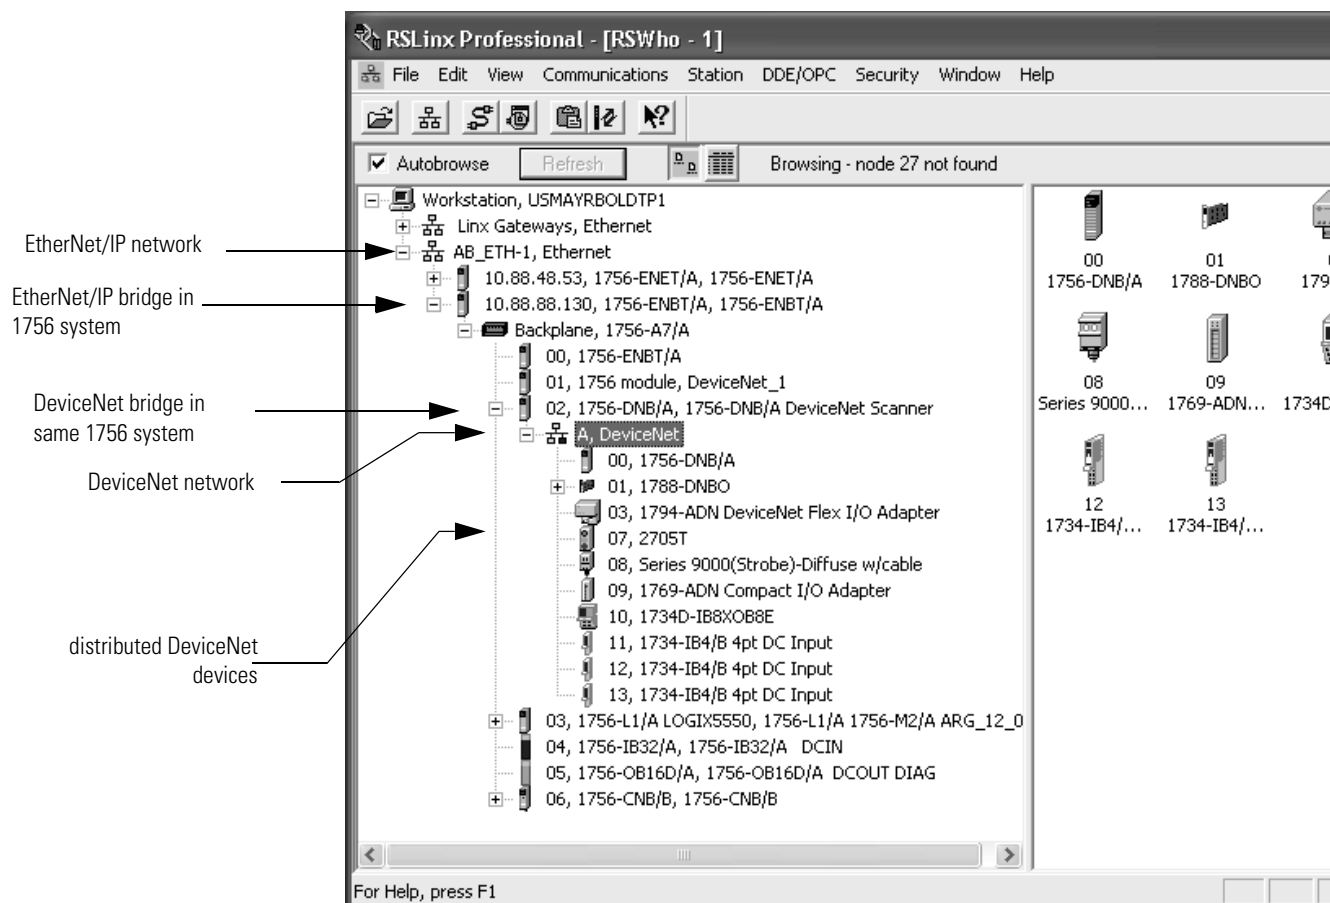 RSLinx Professional - [RSWho - 1]
File Edit View Communications Station DDE/OPC Security Window Help
Autobrowse Refresh Browsing - node 27 not found
Workstation, USMAYRBOLDTP1
Linx Gateways, Ethernet
EtherNet/IP network
AB_ETH-1, Ethernet
10.88.48.53, 1756-ENET/A, 1756-ENET/A
EtherNet/IP bridge in
1756 system
10.88.88.130, 1756-ENBT/A, 1756-ENBT/A
Backplane, 1756-A7/A
00, 1756-ENBT/A
01, 1756 module, DeviceNet_1
DeviceNet bridge in
same 1756 system
02, 1756-DNB/A, 1756-DNB/A DeviceNet Scanner
A, DeviceNet
DeviceNet network
00, 1756-DNB/A
01, 1788-DNBO
03, 1794-ADN DeviceNet Flex I/O Adapter
07, 2705T
08, Series 9000(Strobe)-Diffuse w/cable
09, 1769-ADN Compact I/O Adapter
10, 1734D-IB8XOB8E
distributed DeviceNet
devices
11, 1734-IB4/B 4pt DC Input
12, 1734-IB4/B 4pt DC Input
13, 1734-IB4/B 4pt DC Input
03, 1756-L1/A LOGIX5550, 1756-L1/A 1756-M2/A ARG_12_0
04, 1756-IB32/A, 1756-IB32/A DCIN
05, 1756-OB16D/A, 1756-OB16D/A DCOUT DIAG
06, 1756-CNB/B, 1756-CNB/B
00 01
1756-DNB/A 1788-DNBO 179
08 09
Series 9000... 1769-ADN... 1734D
12 13
1734-IB4/... 1734-IB4/...
For Help, press F1